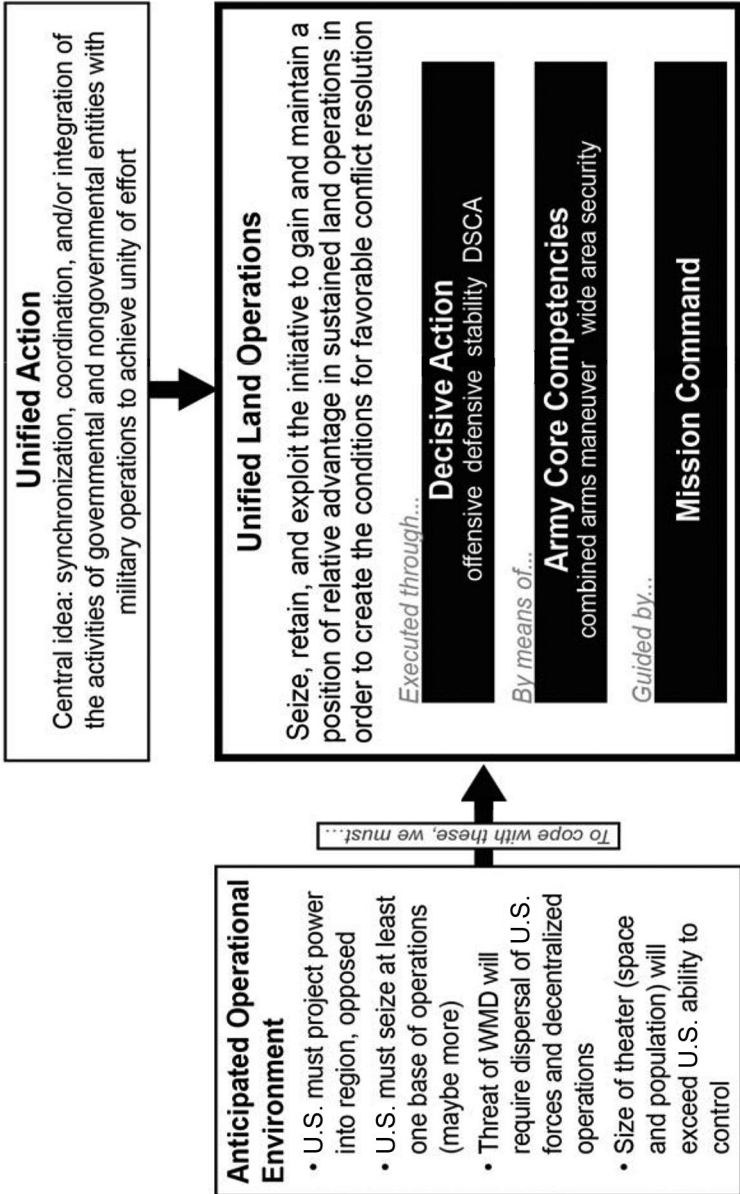 Unified Action
Central idea: synchronization, coordination, and/or integration of
the activities of governmental and nongovernmental entities with
military operations to achieve unity of effort
Anticipated Operational
Environment
• U.S. must project power
into region, opposed
• U.S. must seize at least
one base of operations
(maybe more)
• Threat of WMD will
require dispersal of U.S.
forces and decentralized
operations
• Size of theater (space
and population) will
exceed U.S. ability to
control
To cope with these, we must…
Unified Land Operations
Seize, retain, and exploit the initiative to gain and maintain a
position of relative advantage in sustained land operations in
order to create the conditions for favorable conflict resolution
Executed through...
Decisive Action
offensive defensive stability DSCA
By means of...
Army Core Competencies
combined arms maneuver wide area security
Guided by...
Mission Command